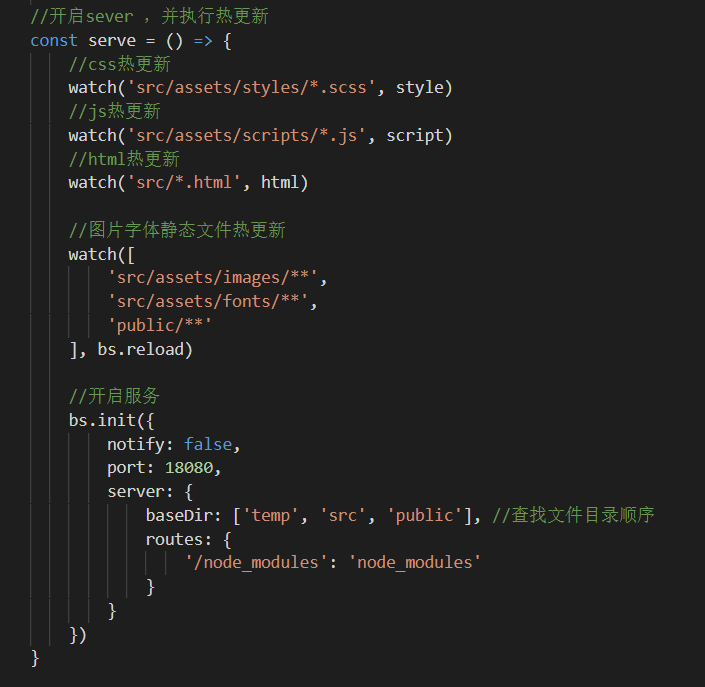 //开启sever ，并执行热更新
const serve = () => {
    //css热更新
    watch('src/assets/styles/*.scss', style)
    //js热更新
    watch('src/assets/scripts/*.js', script)
    //html热更新
    watch('src/*.html', html)

    //图片字体静态文件热更新
    watch([
        'src/assets/images/**',
        'src/assets/fonts/**',
        'public/**'
    ], bs.reload)

    //开启服务
    bs.init({
        notify: false,
        port: 18080,
        server: {
            baseDir: ['temp', 'src', 'public'], //查找文件目录顺序
            routes: {
                '/node_modules': 'node_modules'
            }
        }
    })
}